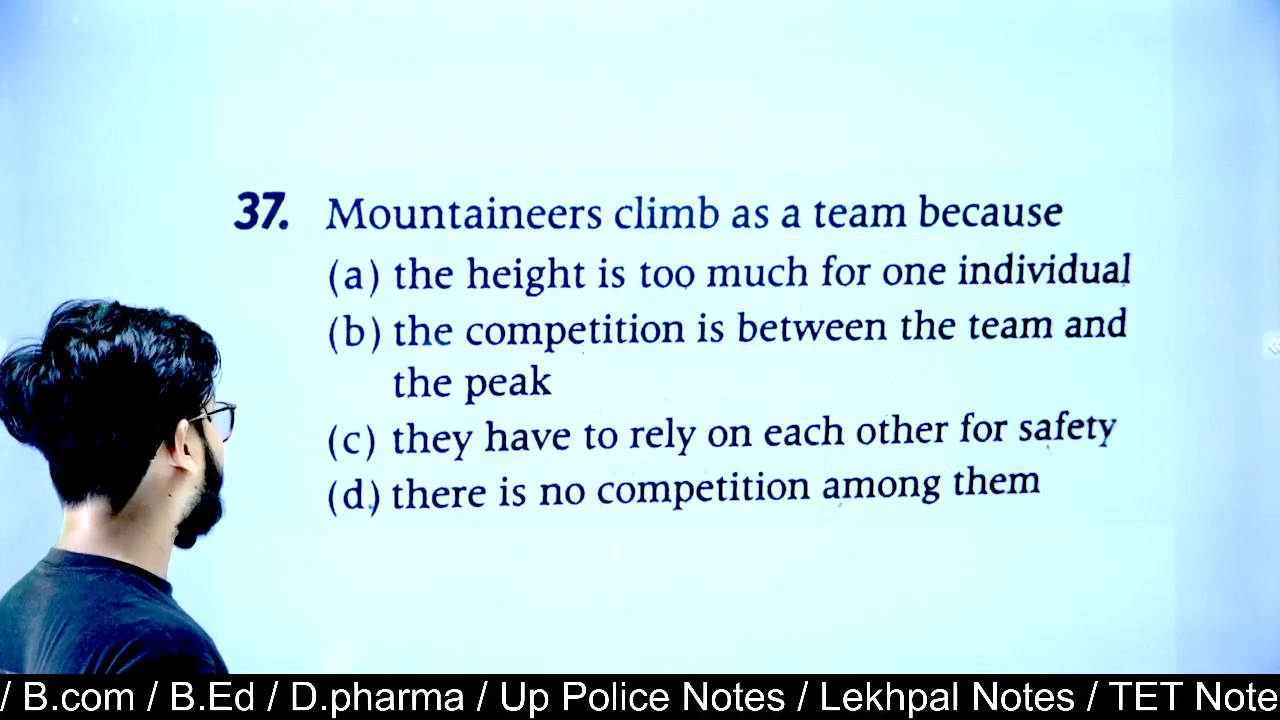 37. Mountaineers climb as a team because
(a) the height is too much for one individual
(b) the competition is between the team and
the peak
(c) they have to rely on each other for safety
(d) there is no competition among them
/ B.com / B.Ed / D.pharma / Up Police Notes / Lekhpal Notes / TET Note